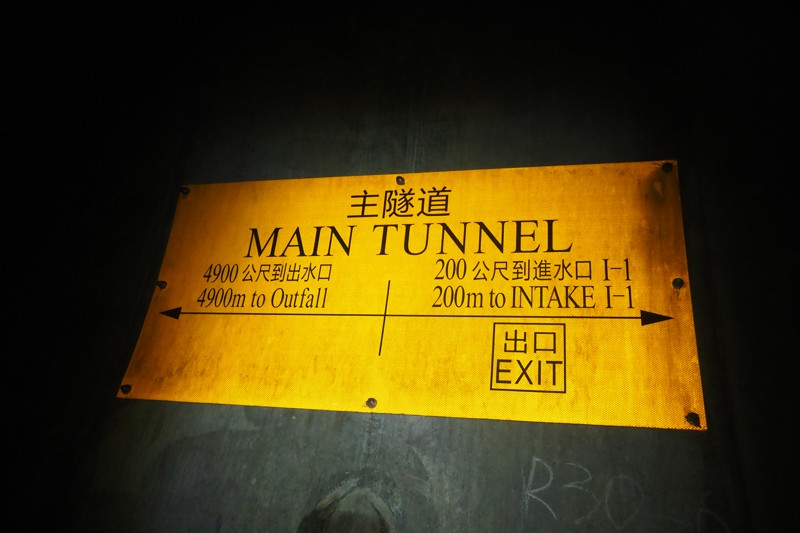 主隧道
MAIN TUNNEL
4900 公尺到出水口
4900m to Outfall
200 公尺到進水口 I-1
200m to INTAKE I-1
出口
EXIT
R30